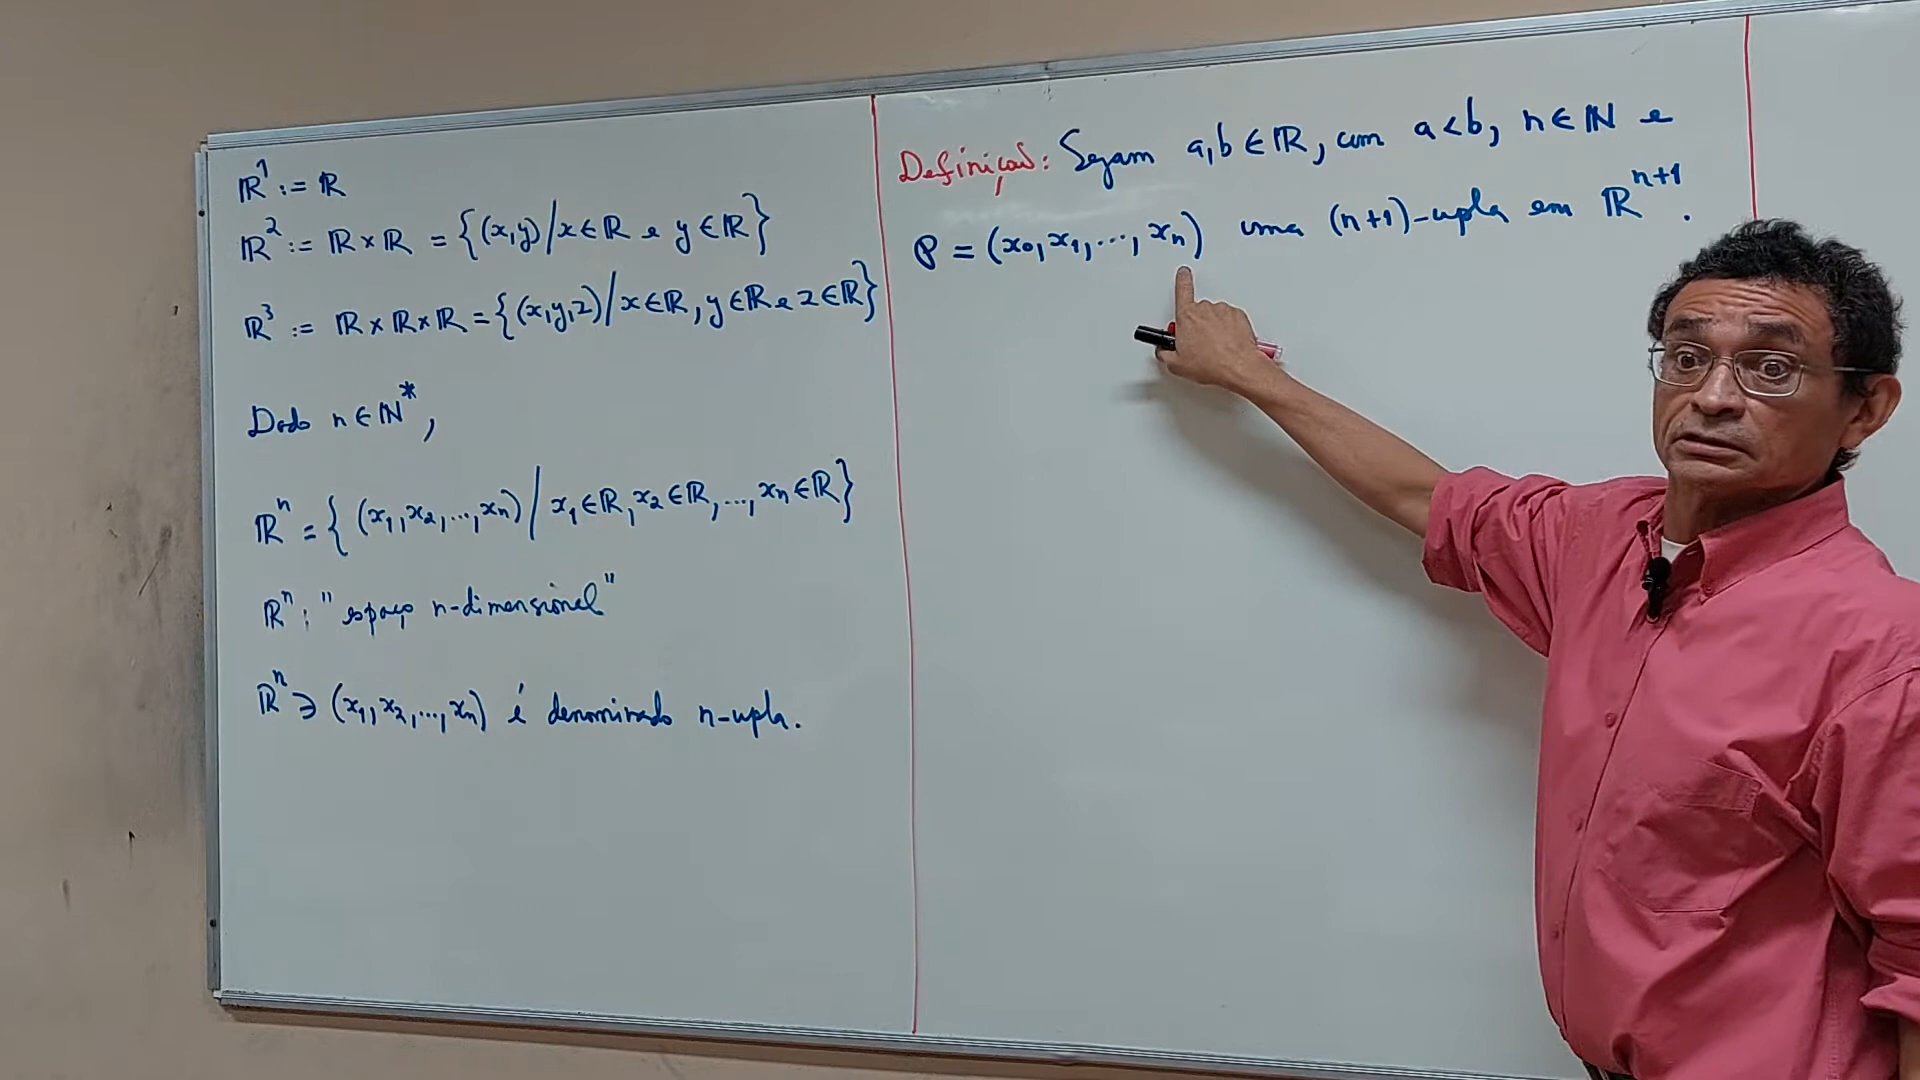 ℝ¹ := ℝ
ℝ² := ℝ × ℝ = {(x,y) / x ∈ ℝ e y ∈ ℝ}
ℝ³ := ℝ × ℝ × ℝ = {(x,y,z) / x ∈ ℝ, y ∈ ℝ e z ∈ ℝ}
Dado n ∈ ℕ*,
ℝⁿ = {(x₁, x₂, ..., xₙ) / x₁ ∈ ℝ, x₂ ∈ ℝ, ..., xₙ ∈ ℝ}
ℝⁿ: "espaço n-dimensional"
ℝⁿ ∋ (x₁, x₂, ..., xₙ) é denominado n-upla.
Definição: Sejam a, b ∈ ℝ, com a < b, n ∈ ℕ e
P = (x₀, x₁, ..., xₙ) uma (n+1)-upla em ℝⁿ⁺¹.